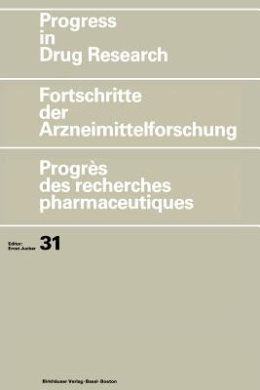 Progress
in
Drug Research
Fortschritte
der
Arzneimittelforschung
Progrès
des recherches
pharmaceutiques
Editor:
Ernst Jucker
31
Birkhäuser Verlag · Basel · Boston